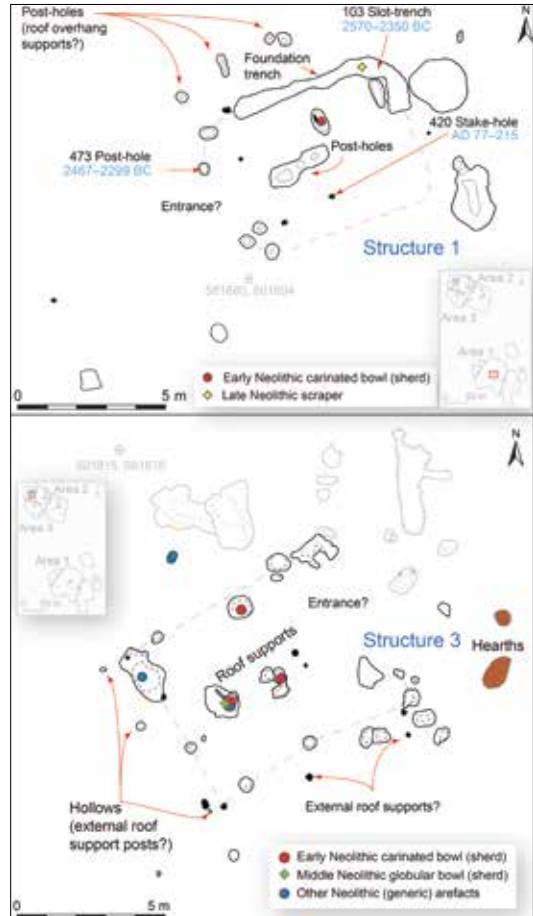 Post-holes
(roof overhang
supports?)
103 Slot-trench
2570–2350 BC
N
Foundation
trench
420 Stake-hole
AD 77–215
473 Post-hole
2467–2299 BC
Post-holes
Entrance?
Structure 1
Area 2
Area 3
Area 1
Early Neolithic carinated bowl (sherd)
Late Neolithic scraper
0
5 m
N
Area 2
Area 3
Area 1
Entrance?
Structure 3
Roof supports
Hearths
Hollows
(external roof
support posts?)
External roof supports?
Early Neolithic carinated bowl (sherd)
Middle Neolithic globular bowl (sherd)
Other Neolithic (generic) arefacts
0
5 m